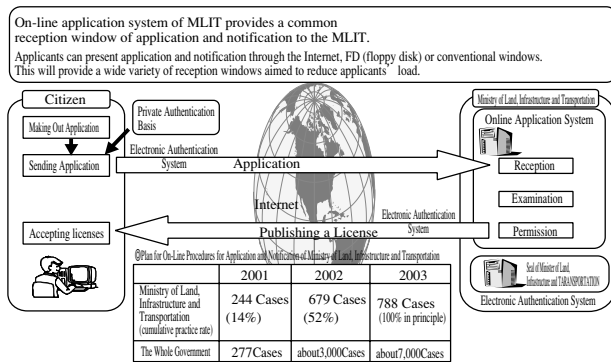 On-line application system of MLIT provides a common
reception window of application and notification to the MLIT.
Applicants can present application and notification through the Internet, FD (floppy disk) or conventional windows.
This will provide a wide variety of reception windows aimed to reduce applicants’ load.
Citizen
Making Out Application
Private Authentication
Basis
Sending Application
Accepting licenses
Electronic Authentication
System
Application
Internet
Electronic Authentication
System
Publishing a License
Ministry of Land, Infrastructure and Transportation
Online Application System
Reception
Examination
Permission
Seal of Minister of Land,
Infrastructure and TARANSPORTATION
Electronic Authentication System
◎Plan for On-Line Procedures for Application and Notification of Ministry of Land, Infrastructure and Transportation
2001 2002 2003
Ministry of Land,
Infrastructure and
Transportation
(cumulative practice rate)
244 Cases
(14%)
679 Cases
(52%)
788 Cases
(100% in principle)
The Whole Government 277Cases about3,000Cases about7,000Cases